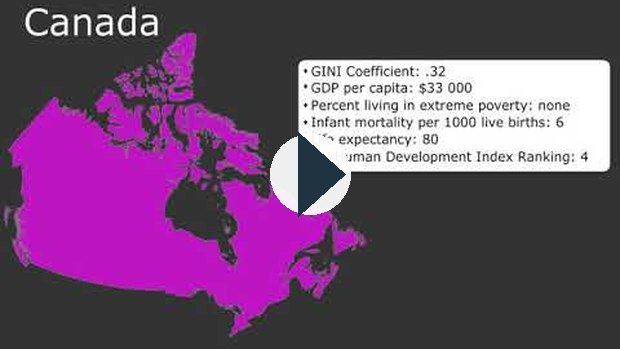 Canada
• GINI Coefficient: .32
• GDP per capita: $33 000
• Percent living in extreme poverty: none
• Infant mortality per 1000 live births: 6
expectancy: 80
Development Index Ranking: 4